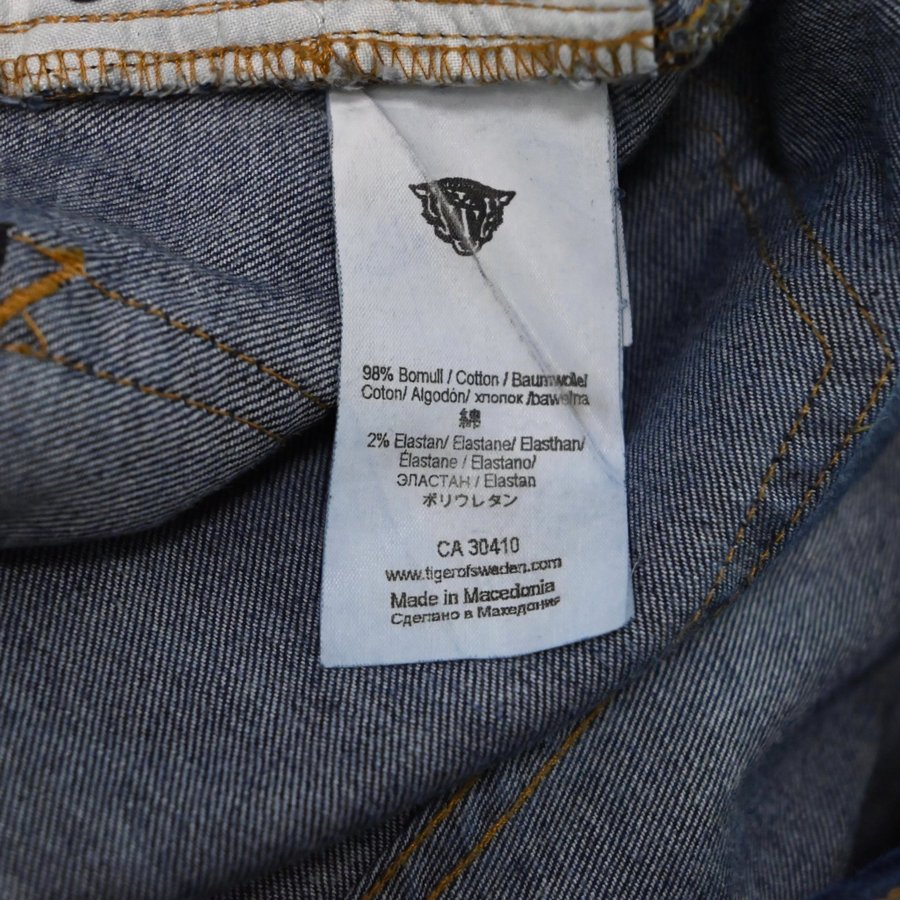 98% Bomull / Cotton / Baumwolle/
Coton/ Algodón/ хлопок /bawełna
綿
2% Elastan/ Elastane/ Elasthan/
Élastane / Elastano/
ЭЛАСТАН / Elastan
ポリウレタン
CA 30410
www.tigerofsweden.com
Made in Macedonia
Сделано в Македония